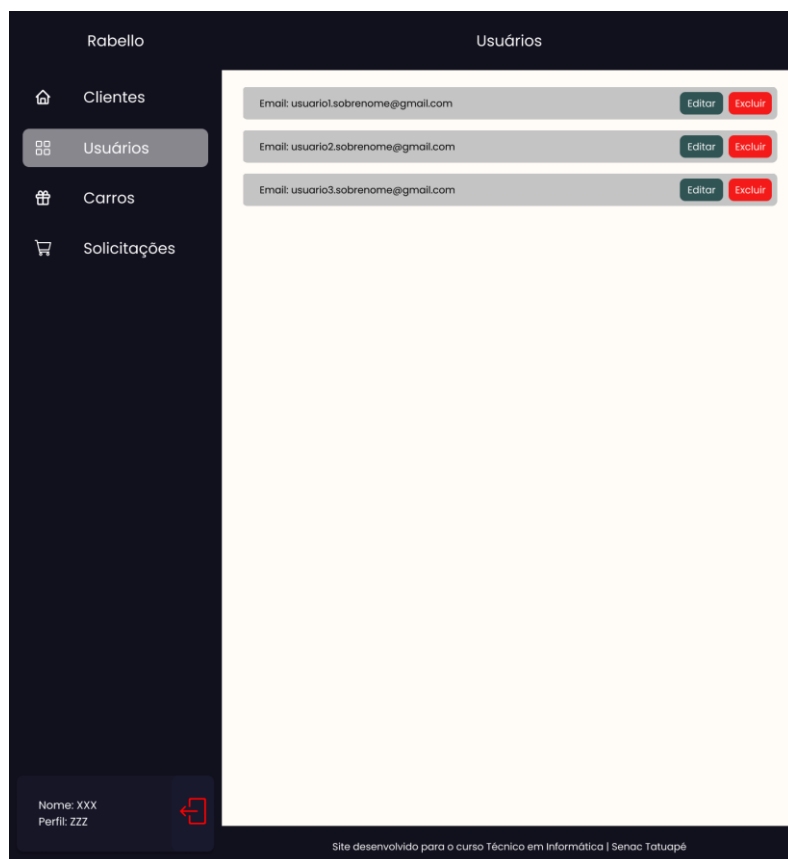 Rabello
Usuários
Clientes
Usuários
Carros
Solicitações
Email: usuario1.sobrenome@gmail.com
Editar
Excluir
Email: usuario2.sobrenome@gmail.com
Editar
Excluir
Email: usuario3.sobrenome@gmail.com
Editar
Excluir
Nome: XXX
Perfil: ZZZ
Site desenvolvido para o curso Técnico em Informática | Senac Tatuapé